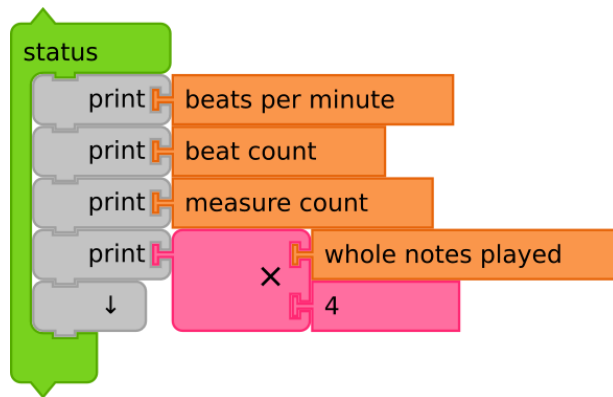 status
print beats per minute
print beat count
print measure count
print whole notes played
×
↓ 4